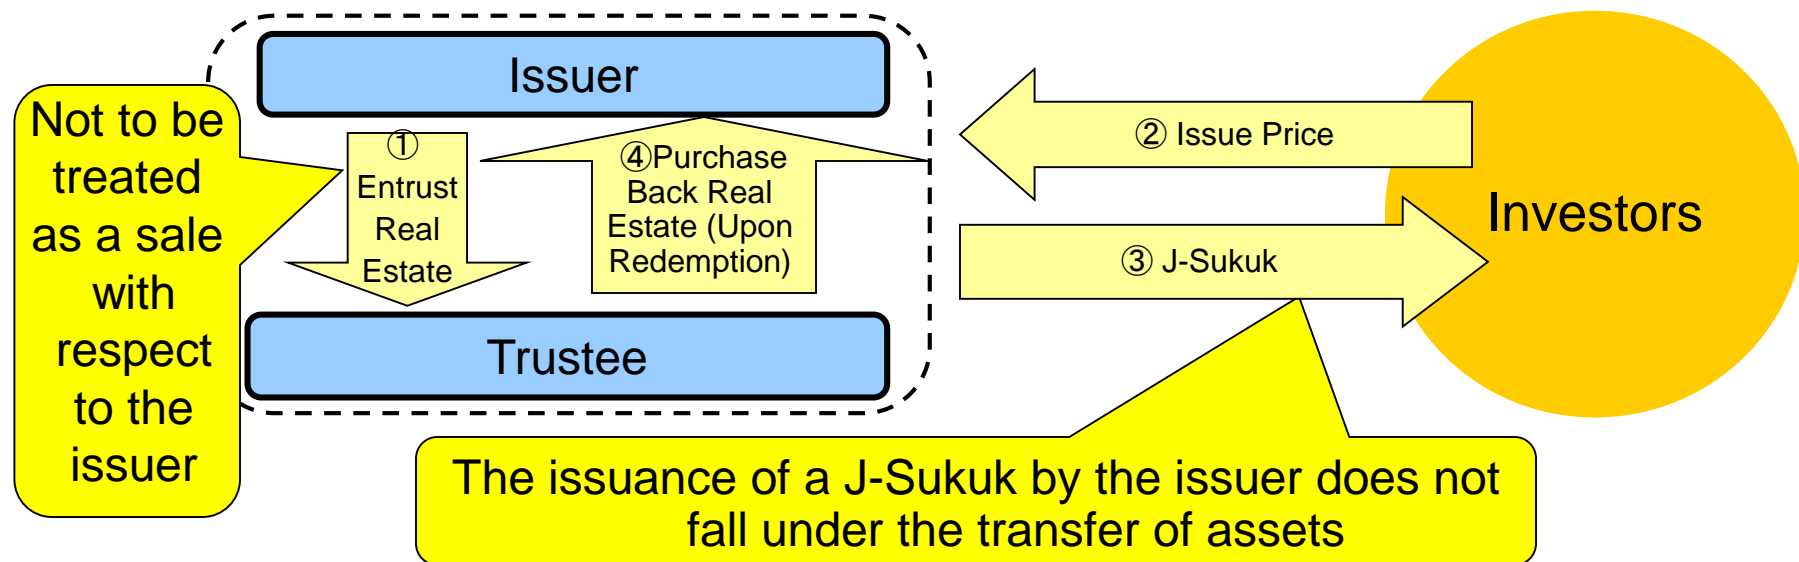 Issuer
Not to be
treated
as a sale
with
respect
to the
issuer
①
Entrust
Real
Estate
④Purchase
Back Real
Estate (Upon
Redemption)
Trustee
② Issue Price
③ J-Sukuk
Investors
The issuance of a J-Sukuk by the issuer does not
fall under the transfer of assets